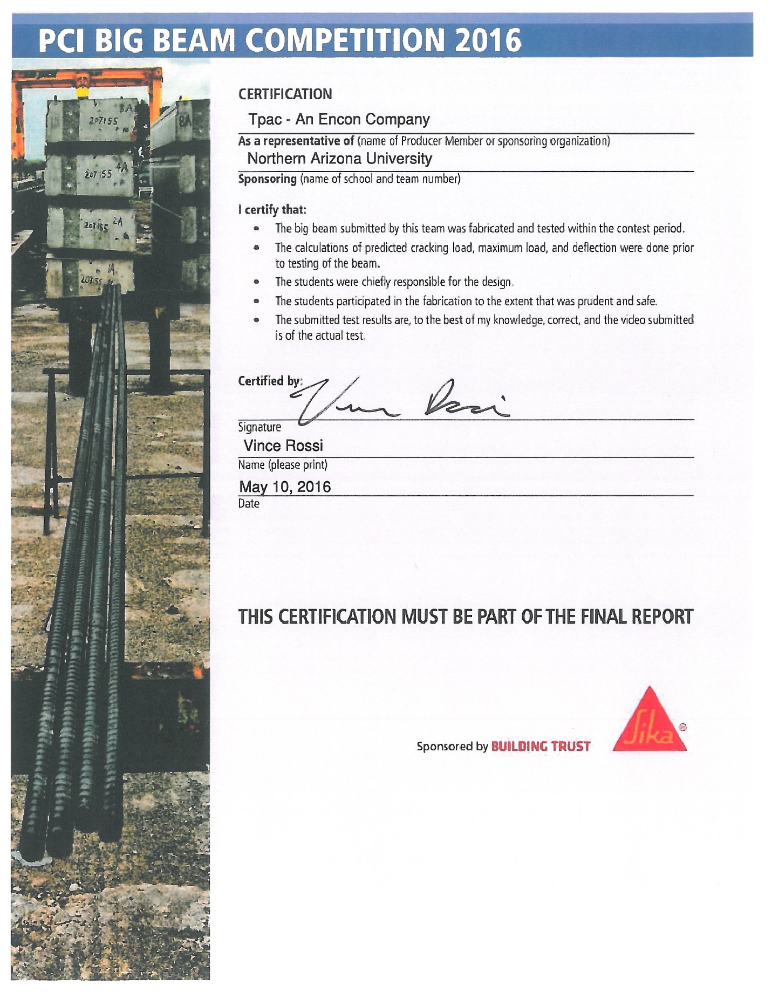 PCI BIG BEAM COMPETITION 2016
CERTIFICATION
Tpac - An Encon Company
As a representative of (name of Producer Member or sponsoring organization)
Northern Arizona University
Sponsoring (name of school and team number)
I certify that:
• The big beam submitted by this team was fabricated and tested within the contest period.
• The calculations of predicted cracking load, maximum load, and deflection were done prior
to testing of the beam.
• The students were chiefly responsible for the design.
• The students participated in the fabrication to the extent that was prudent and safe.
• The submitted test results are, to the best of my knowledge, correct, and the video submitted
is of the actual test.
Certified by: Vince Rossi
Signature
Vince Rossi
Name (please print)
May 10, 2016
Date
THIS CERTIFICATION MUST BE PART OF THE FINAL REPORT
Sponsored by BUILDING TRUST
Sika ®
8A
207155
8A
4A
207155
2A
207155
1A